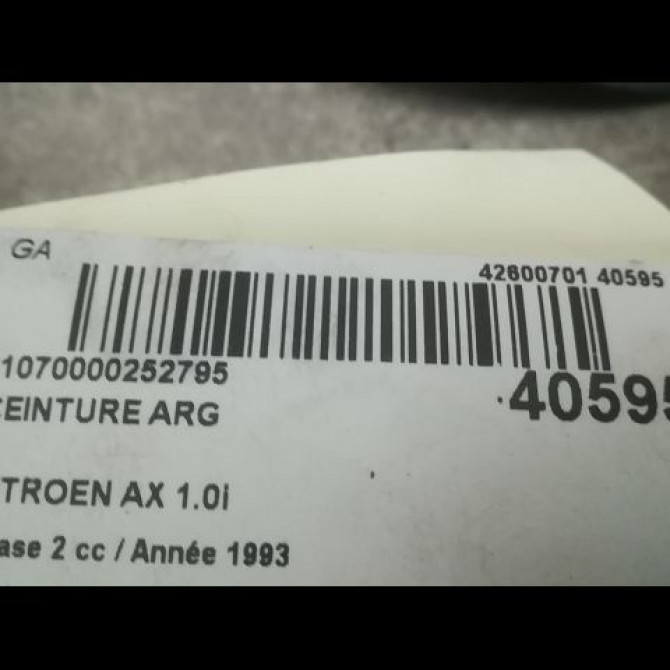 GA
42600701 40595
1070000252795
40595
CEINTURE ARG
TROEN AX 1.0i
ase 2 cc / Année 1993